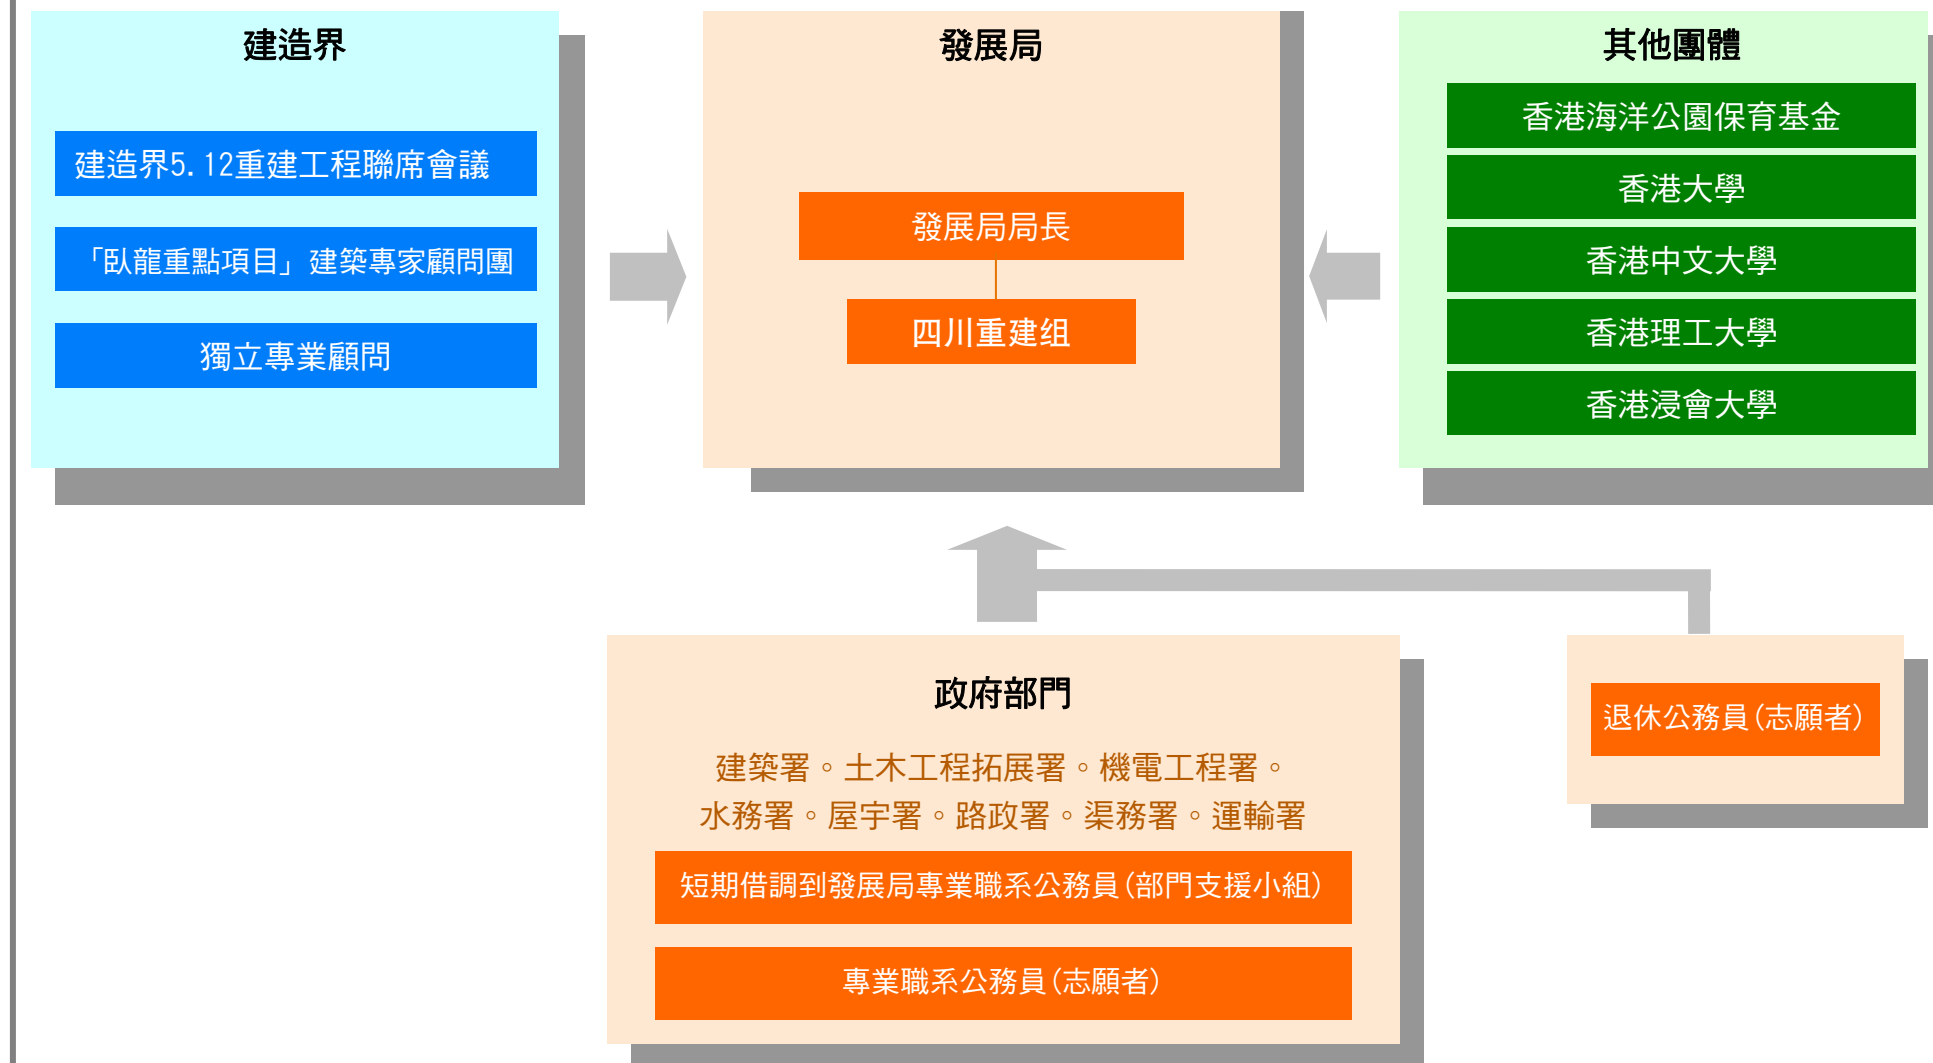 建造界
建造界5.12重建工程聯席會議
「臥龍重點項目」建築專家顧問團
獨立專業顧問
發展局
發展局局長
四川重建组
其他團體
香港海洋公園保育基金
香港大學
香港中文大學
香港理工大學
香港浸會大學
政府部門
建築署。土木工程拓展署。機電工程署。
水務署。屋宇署。路政署。渠務署。運輸署
短期借調到發展局專業職系公務員(部門支援小組)
專業職系公務員(志願者)
退休公務員(志願者)